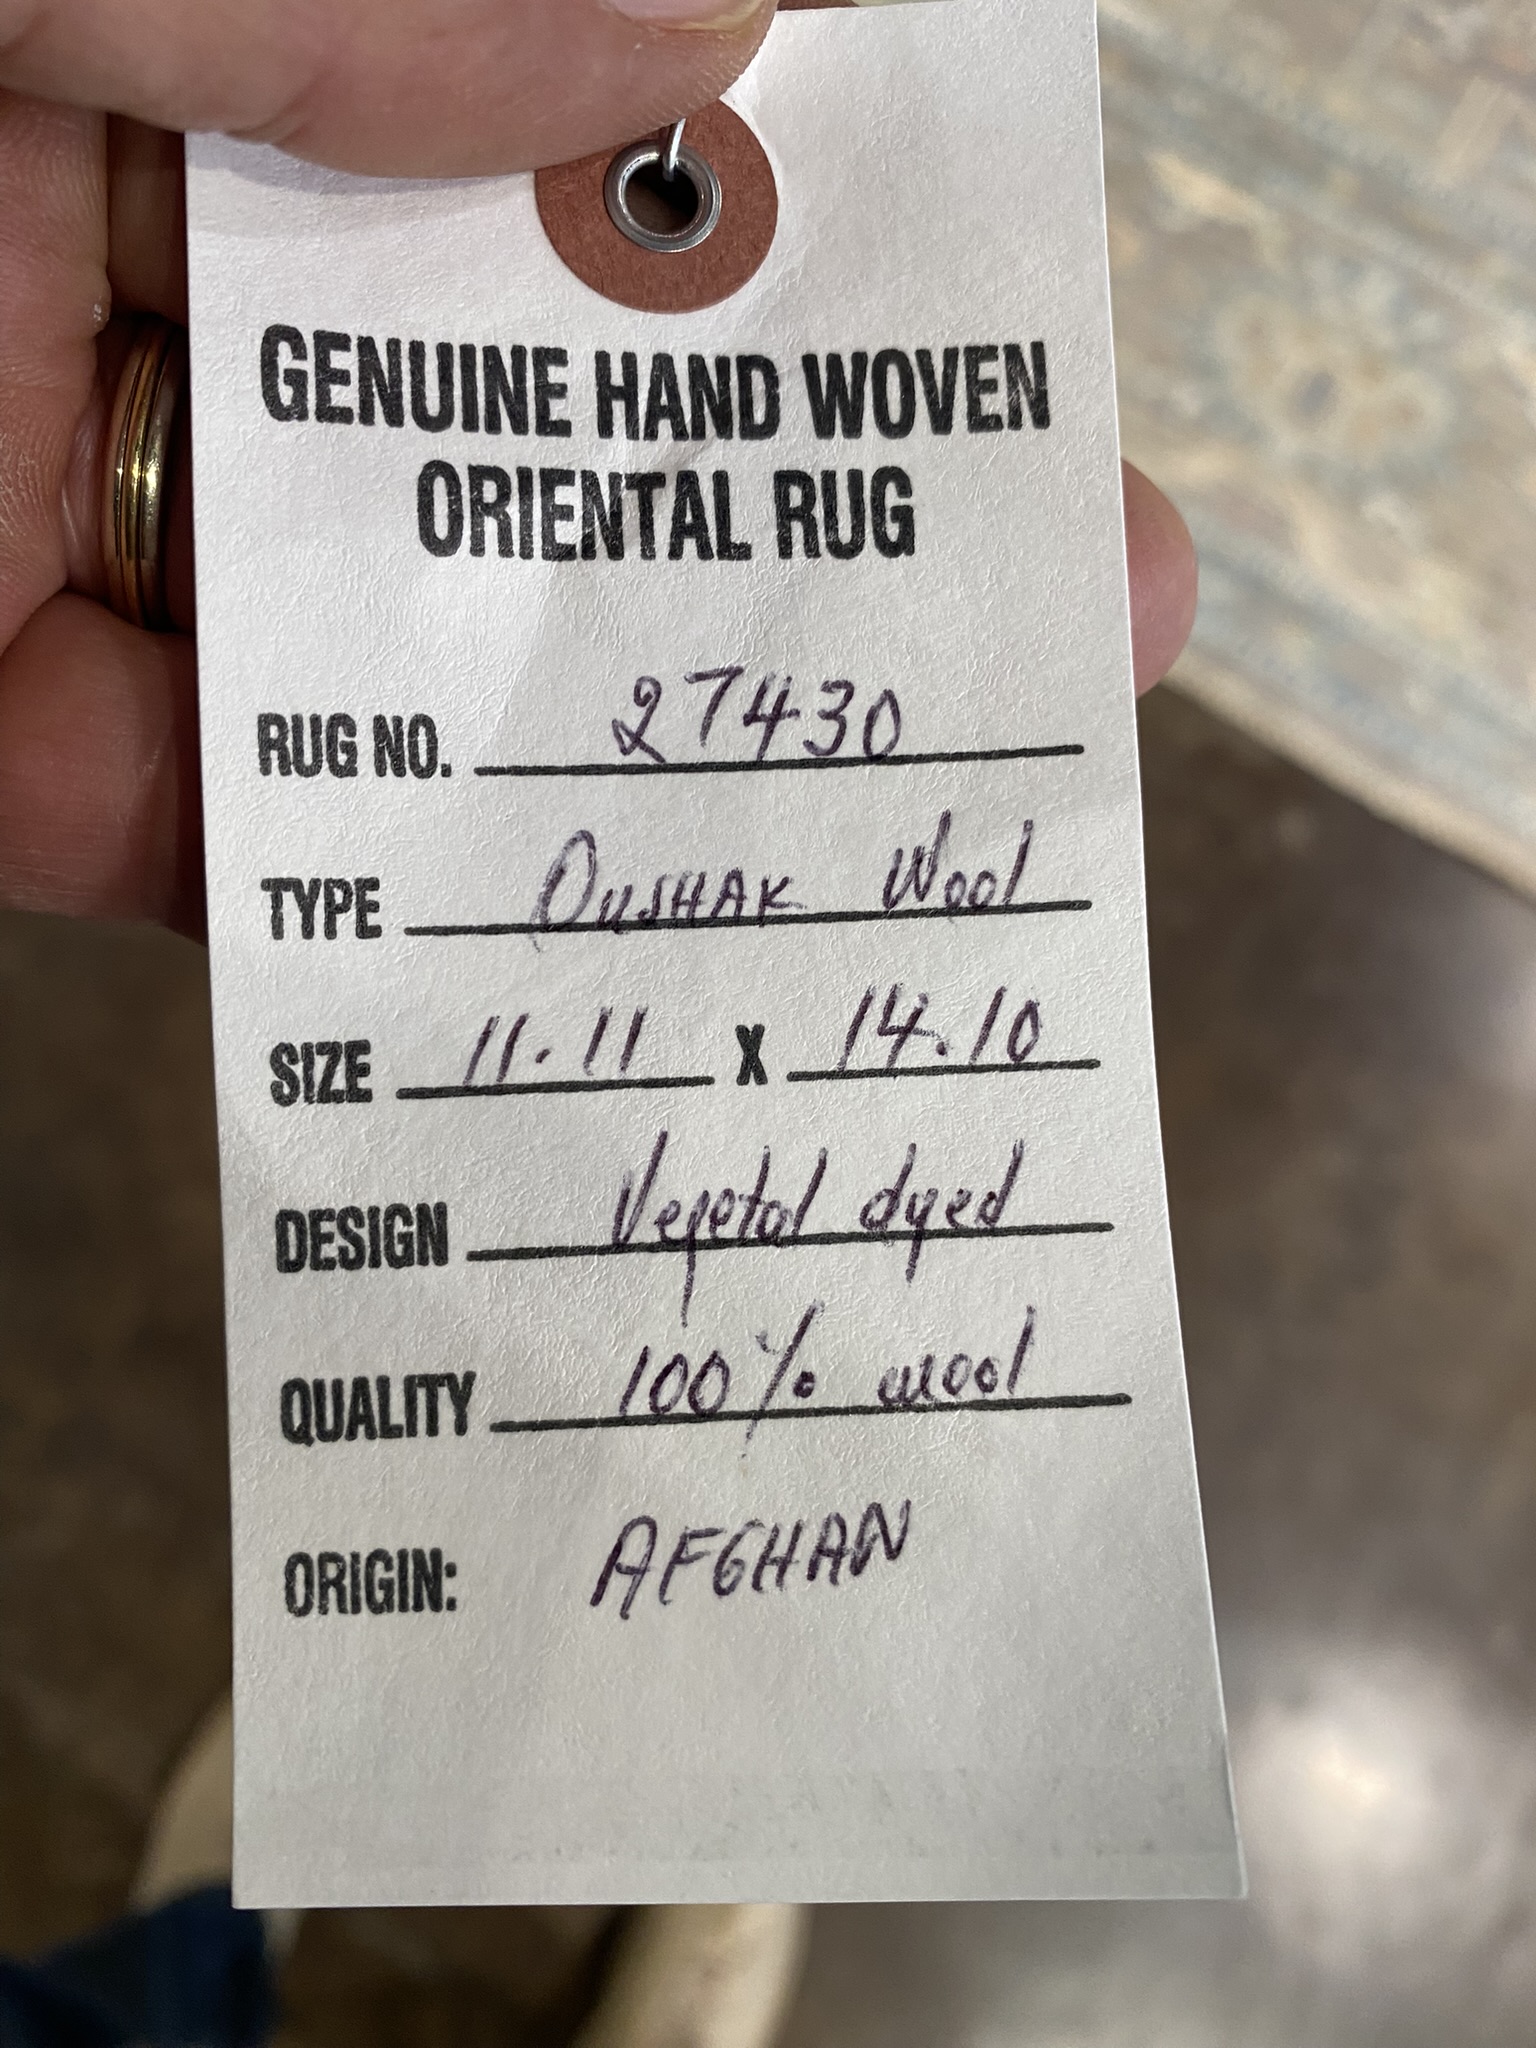 GENUINE HAND WOVEN
ORIENTAL RUG
RUG NO. 27430
TYPE OUSHAK Wool
SIZE 11.11 X 14.10
DESIGN Vegetal dyed
QUALITY 100% wool
ORIGIN: AFGHAN